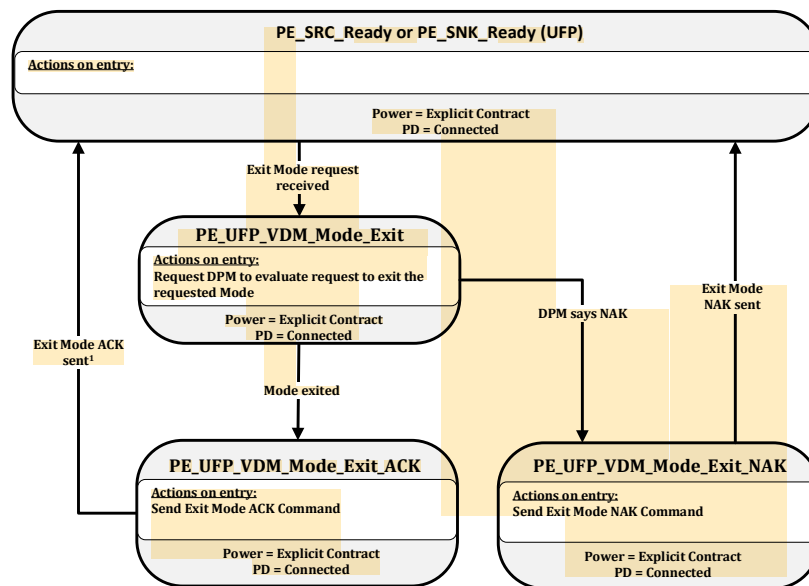 PE_SRC_Ready or PE_SNK_Ready (UFP)
Actions on entry:
Power = Explicit Contract
PD = Connected
Exit Mode request
received
PE_UFP_VDM_Mode_Exit
Actions on entry:
Request DPM to evaluate request to exit the
requested Mode
Power = Explicit Contract
PD = Connected
Exit Mode
NAK sent
DPM says NAK
Exit Mode ACK
sent¹
Mode exited
PE_UFP_VDM_Mode_Exit_ACK
Actions on entry:
Send Exit Mode ACK Command
Power = Explicit Contract
PD = Connected
PE_UFP_VDM_Mode_Exit_NAK
Actions on entry:
Send Exit Mode NAK Command
Power = Explicit Contract
PD = Connected